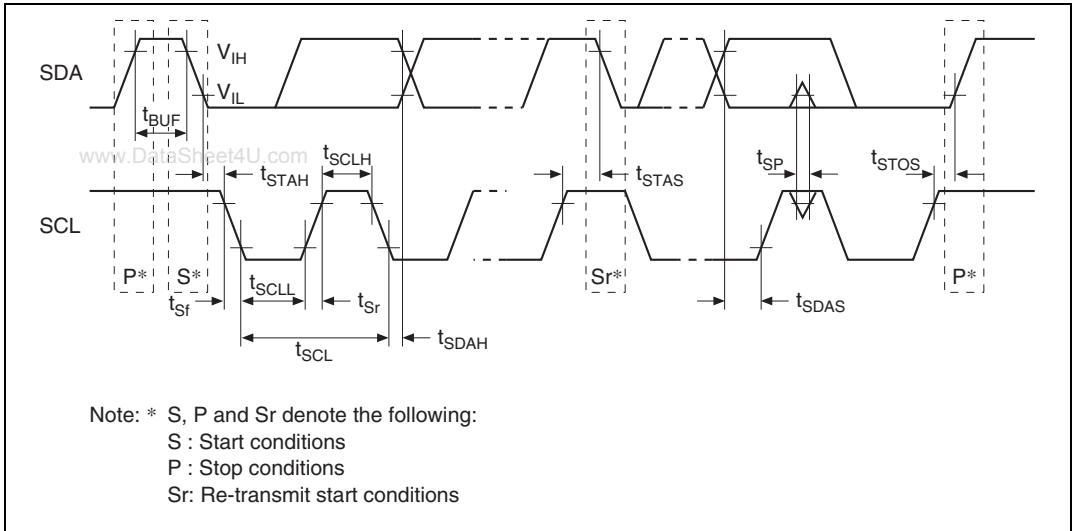 SDA
V_IH
V_IL
t_BUF
www.DataSheet4U.com
t_STAH
t_SCLH
t_STAS
t_SP
t_STOS
SCL
P*
S*
Sr*
P*
t_Sf
t_SCLL
t_Sr
t_SCL
t_SDAH
t_SDAS
Note: * S, P and Sr denote the following:
S : Start conditions
P : Stop conditions
Sr: Re-transmit start conditions